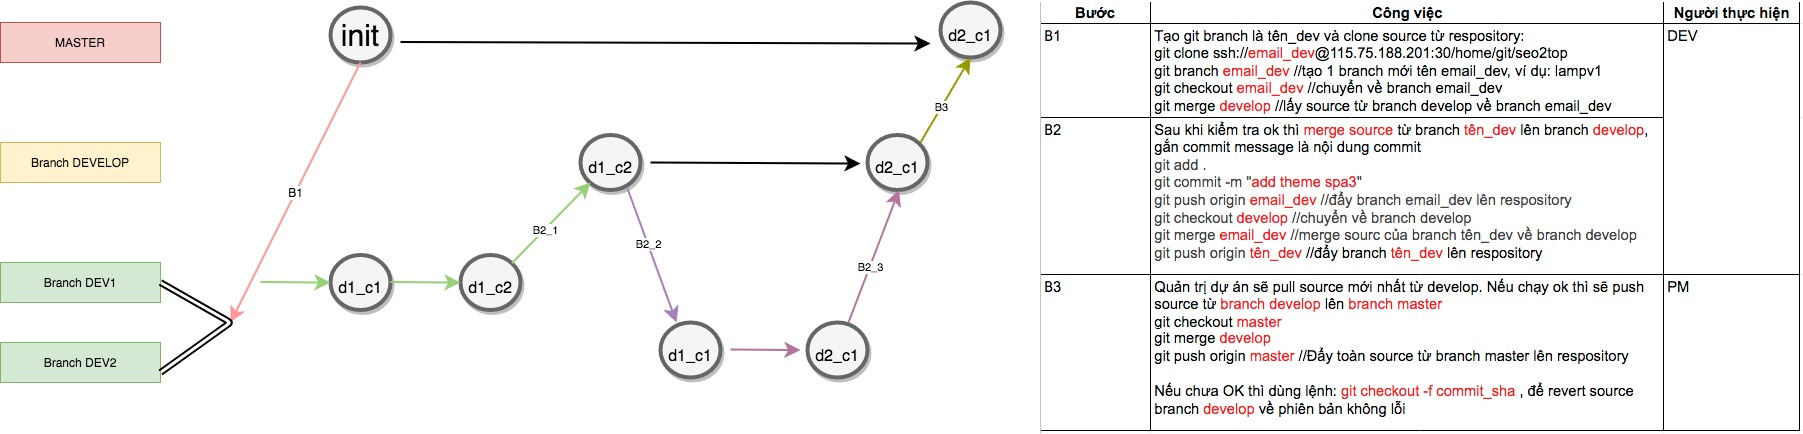 MASTER
init
d2_c1
B3
B1
Branch DEVELOP
d1_c2
d2_c1
B2_1
B2_2
B2_3
Branch DEV1
d1_c1
d1_c2
Branch DEV2
d1_c1
d2_c1
Bước
Công việc
Người thực hiện
B1
Tạo git branch là tên_dev và clone source từ respository:
git clone ssh://email_dev@115.75.188.201:30/home/git/seo2top
git branch email_dev //tạo 1 branch mới tên email_dev, ví dụ: lampv1
git checkout email_dev //chuyển về branch email_dev
git merge develop //lấy source từ branch develop về branch email_dev
DEV
B2
Sau khi kiểm tra ok thì merge source từ branch tên_dev lên branch develop,
gắn commit message là nội dung commit
git add .
git commit -m "add theme spa3"
git push origin email_dev //đẩy branch email_dev lên respository
git checkout develop //chuyển về branch develop
git merge email_dev //merge sourc của branch tên_dev về branch develop
git push origin tên_dev //đẩy branch tên_dev lên respository
B3
Quản trị dự án sẽ pull source mới nhất từ develop. Nếu chạy ok thì sẽ push
source từ branch develop lên branch master
git checkout master
git merge develop
git push origin master //Đẩy toàn source từ branch master lên respository
Nếu chưa OK thì dùng lệnh: git checkout -f commit_sha , để revert source
branch develop về phiên bản không lỗi
PM